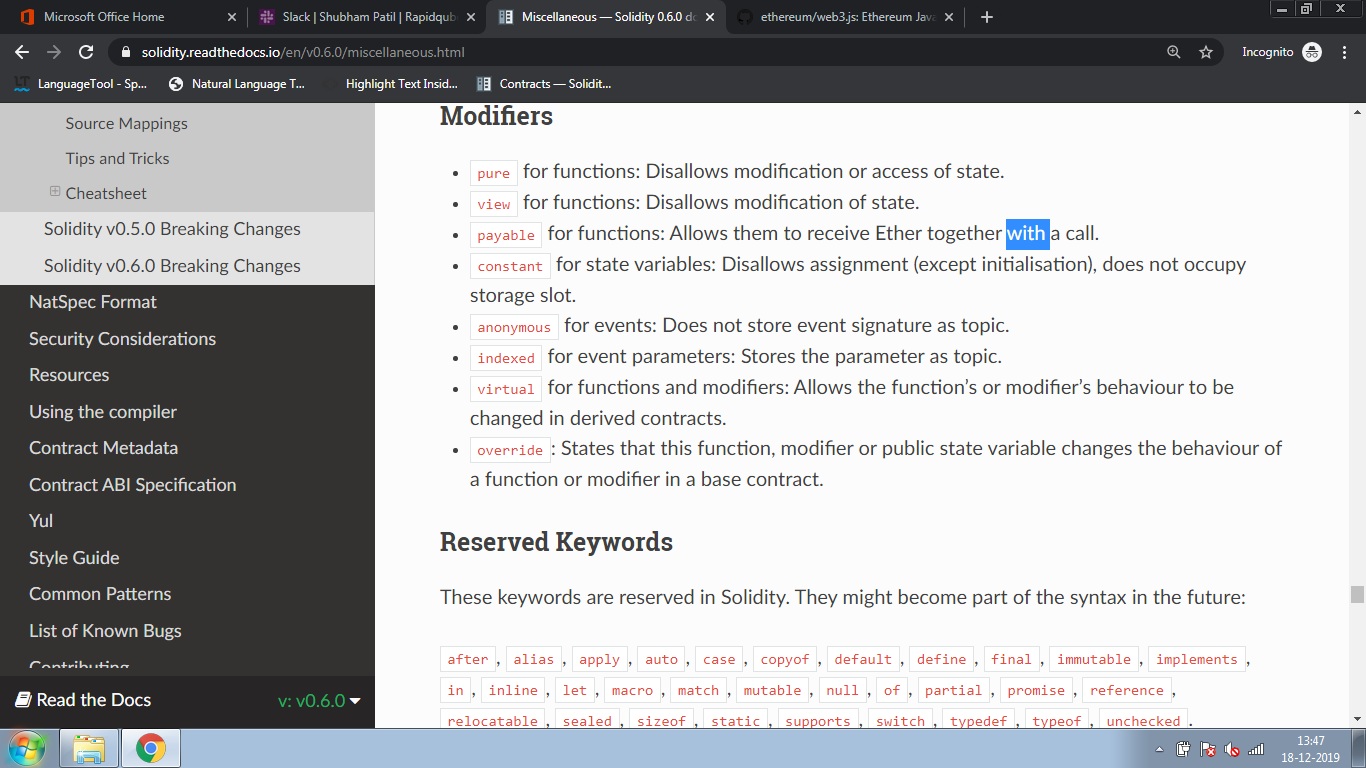 Microsoft Office Home
Slack | Shubham Patil | Rapidqub
Miscellaneous — Solidity 0.6.0 do
ethereum/web3.js: Ethereum Java
solidity.readthedocs.io/en/v0.6.0/miscellaneous.html
Incognito
LanguageTool - Sp...
Natural Language T...
Highlight Text Insid...
Contracts — Solidit...
Source Mappings
Tips and Tricks
Cheatsheet
Solidity v0.5.0 Breaking Changes
Solidity v0.6.0 Breaking Changes
NatSpec Format
Security Considerations
Resources
Using the compiler
Contract Metadata
Contract ABI Specification
Yul
Style Guide
Common Patterns
List of Known Bugs
Contributing
Read the Docs
v: v0.6.0
Modifiers
pure for functions: Disallows modification or access of state.
view for functions: Disallows modification of state.
payable for functions: Allows them to receive Ether together with a call.
constant for state variables: Disallows assignment (except initialisation), does not occupy
storage slot.
anonymous for events: Does not store event signature as topic.
indexed for event parameters: Stores the parameter as topic.
virtual for functions and modifiers: Allows the function’s or modifier’s behaviour to be
changed in derived contracts.
override: States that this function, modifier or public state variable changes the behaviour of
a function or modifier in a base contract.
Reserved Keywords
These keywords are reserved in Solidity. They might become part of the syntax in the future:
after, alias, apply, auto, case, copyof, default, define, final, immutable, implements,
in, inline, let, macro, match, mutable, null, of, partial, promise, reference,
relocatable, sealed, sizeof, static, supports, switch, typedef, typeof, unchecked.
13:47
18-12-2019